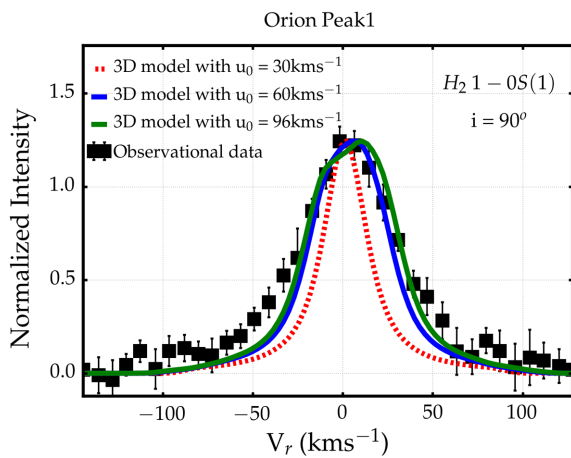 Orion Peak1
3D model with u₀ = 30kms⁻¹
3D model with u₀ = 60kms⁻¹
3D model with u₀ = 96kms⁻¹
Observational data
H₂ 1 − 0S(1)
i = 90ᵒ
Normalized Intensity
1.5
1.0
0.5
0.0
−100
−50
0
50
100
Vᵣ (kms⁻¹)